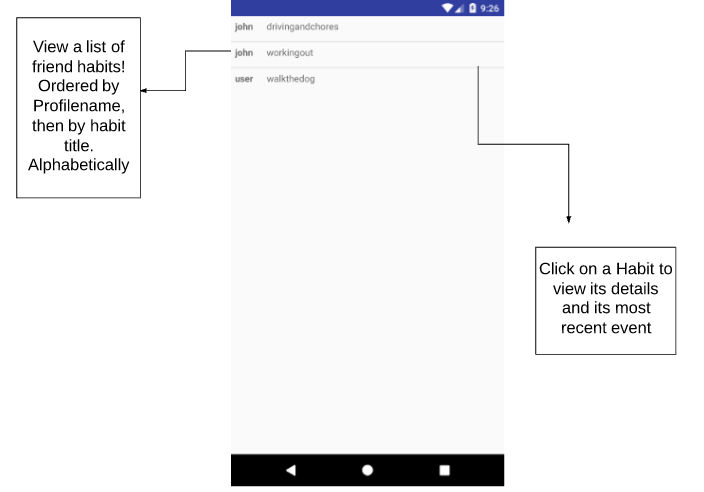 View a list of
friend habits!
Ordered by
Profilename,
then by habit
title.
Alphabetically
9:26
john drivingandchores
john workingout
user walkthedog
Click on a Habit to
view its details
and its most
recent event